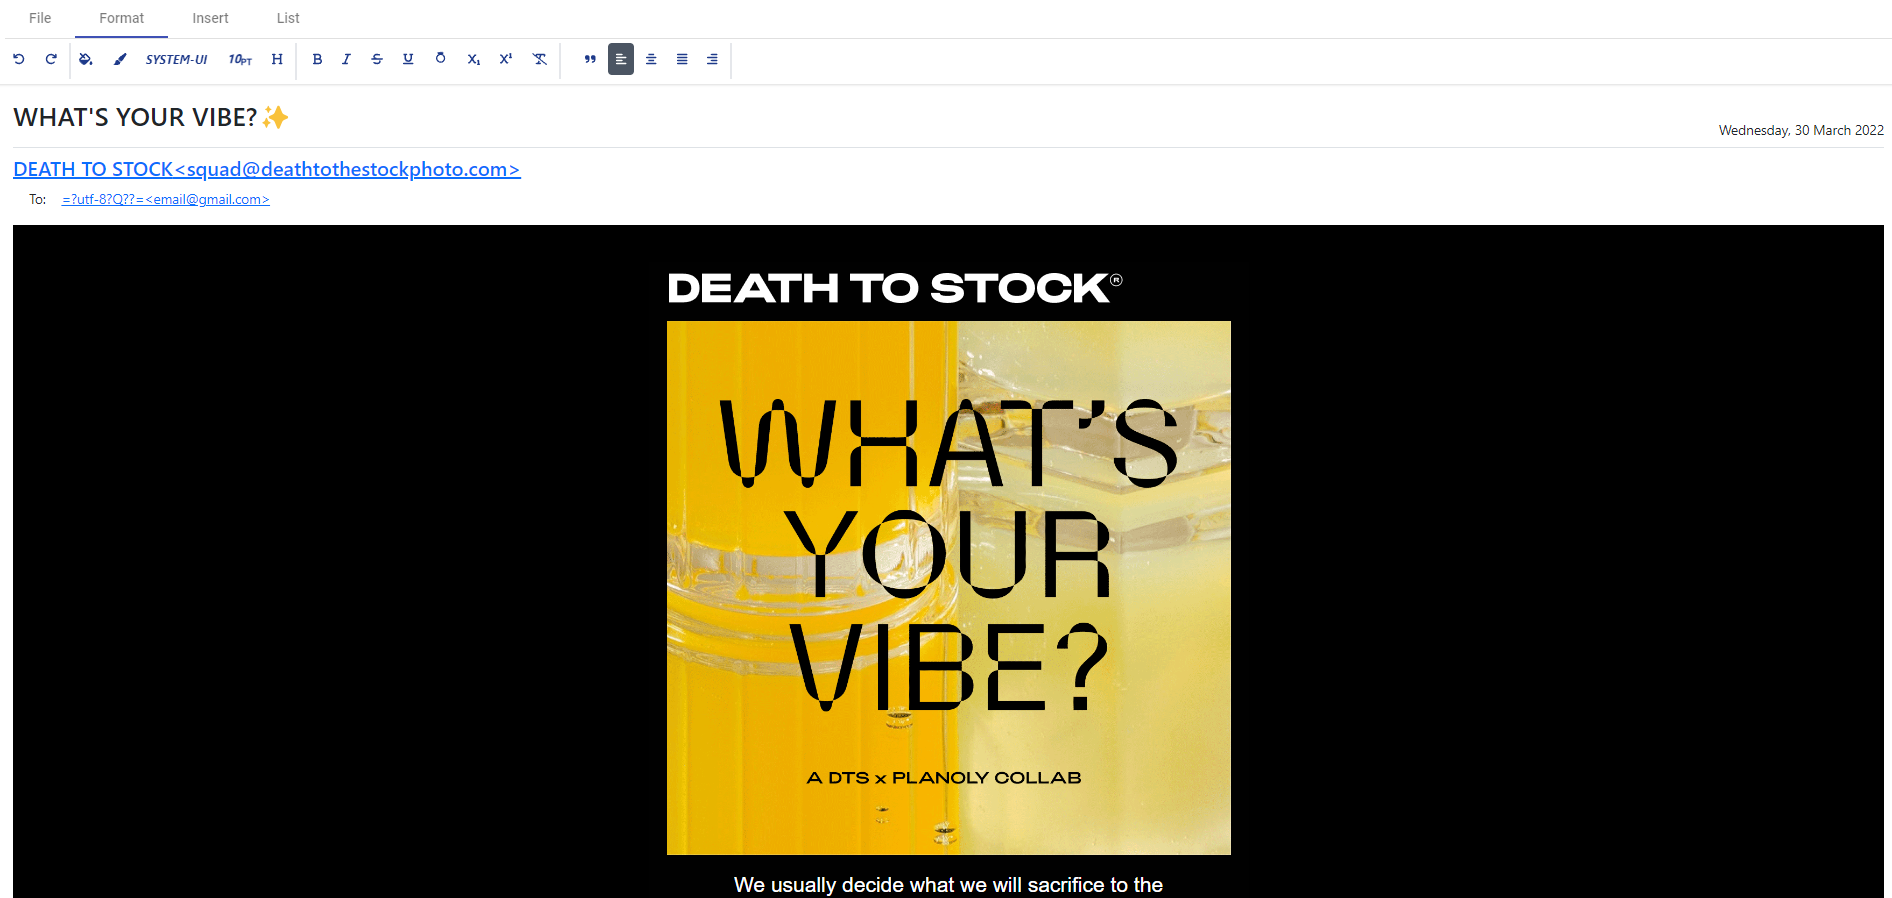 File Format Insert List
SYSTEM-UI 10PT H B I S U O X₁ X¹ T
WHAT'S YOUR VIBE?✨
Wednesday, 30 March 2022
DEATH TO STOCK<squad@deathtothestockphoto.com>
To: =?utf-8?Q??=<email@gmail.com>
DEATH TO STOCK®
WHAT'S
YOUR
VIBE?
A DTS x PLANOLY COLLAB
We usually decide what we will sacrifice to the